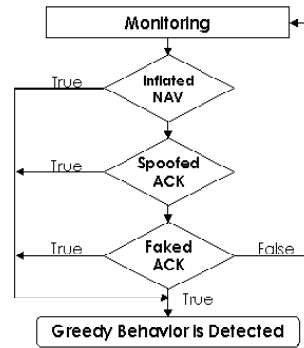 Monitoring
True
Inflated
NAV
True
Spoofed
ACK
True
Faked
ACK
False
True
Greedy Behavior is Detected